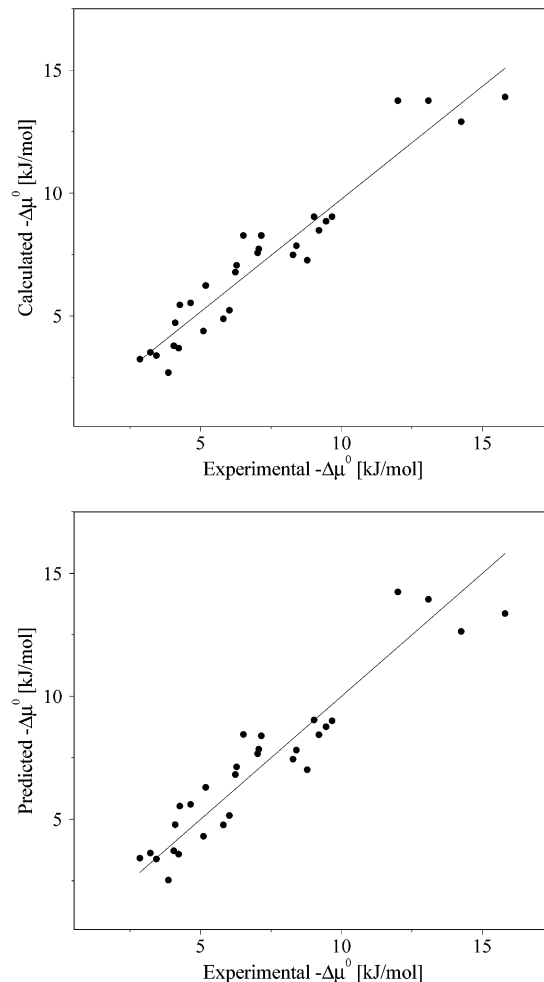 15
10
5
Calculated -Δμ⁰ [kJ/mol]
5 10 15
Experimental -Δμ⁰ [kJ/mol]
15
10
5
Predicted -Δμ⁰ [kJ/mol]
5 10 15
Experimental -Δμ⁰ [kJ/mol]